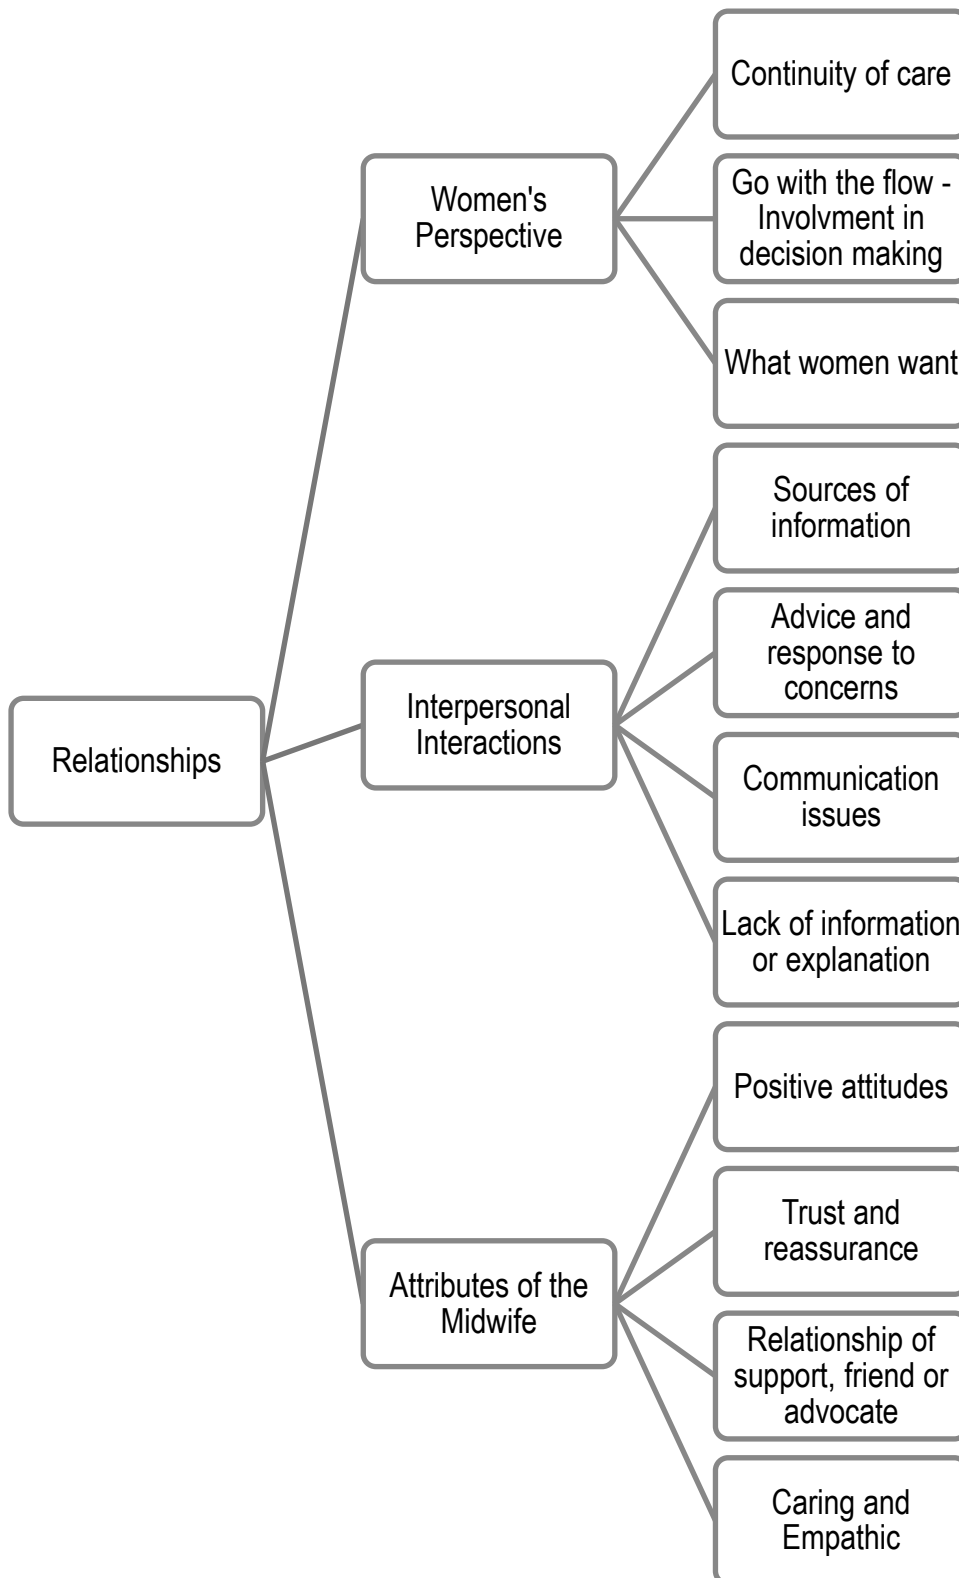 Relationships
Women's
Perspective
Continuity of care
Go with the flow -
Involvment in
decision making
What women want
Interpersonal
Interactions
Sources of
information
Advice and
response to
concerns
Communication
issues
Lack of information
or explanation
Attributes of the
Midwife
Positive attitudes
Trust and
reassurance
Relationship of
support, friend or
advocate
Caring and
Empathic